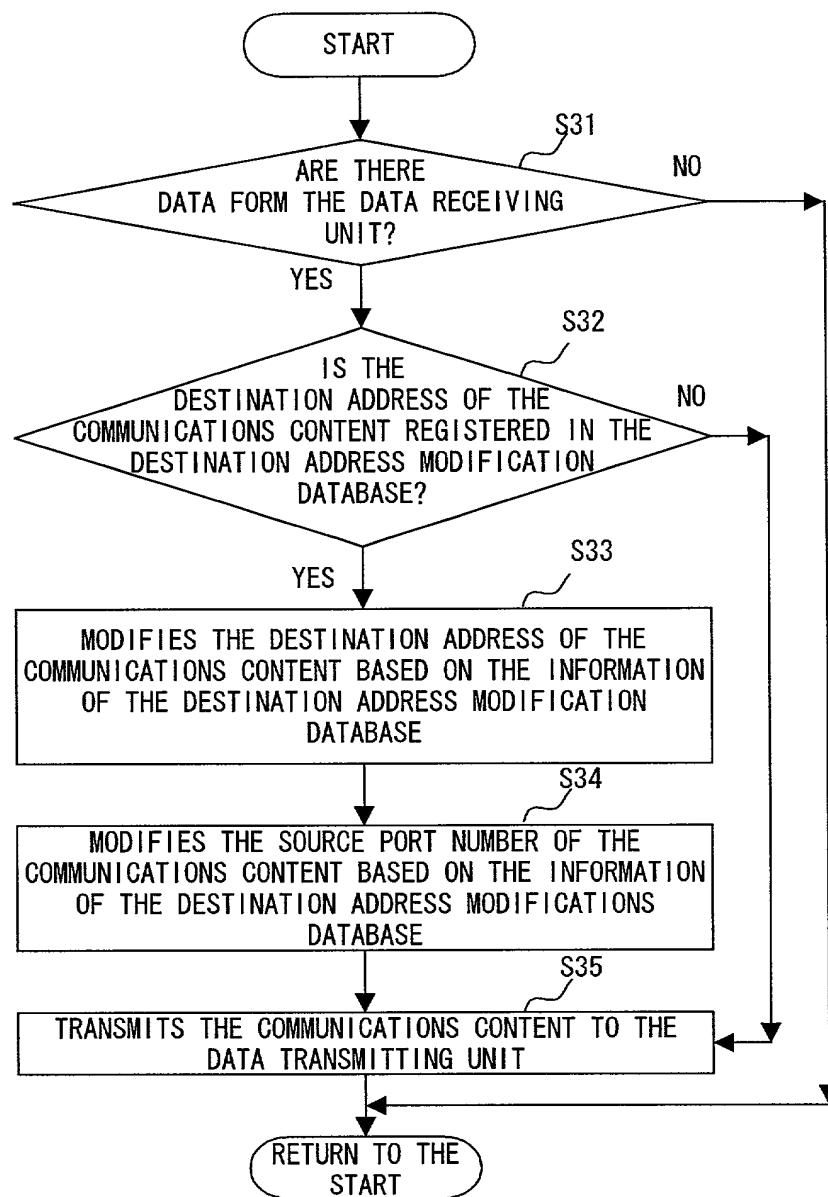 START
S31
ARE THERE
DATA FORM THE DATA RECEIVING
UNIT?
NO
YES
S32
IS THE
DESTINATION ADDRESS OF THE
COMMUNICATIONS CONTENT REGISTERED IN THE
DESTINATION ADDRESS MODIFICATION
DATABASE?
NO
YES
S33
MODIFIES THE DESTINATION ADDRESS OF THE
COMMUNICATIONS CONTENT BASED ON THE INFORMATION
OF THE DESTINATION ADDRESS MODIFICATION
DATABASE
S34
MODIFIES THE SOURCE PORT NUMBER OF THE
COMMUNICATIONS CONTENT BASED ON THE INFORMATION
OF THE DESTINATION ADDRESS MODIFICATIONS
DATABASE
S35
TRANSMITS THE COMMUNICATIONS CONTENT TO THE
DATA TRANSMITTING UNIT
RETURN TO THE
START